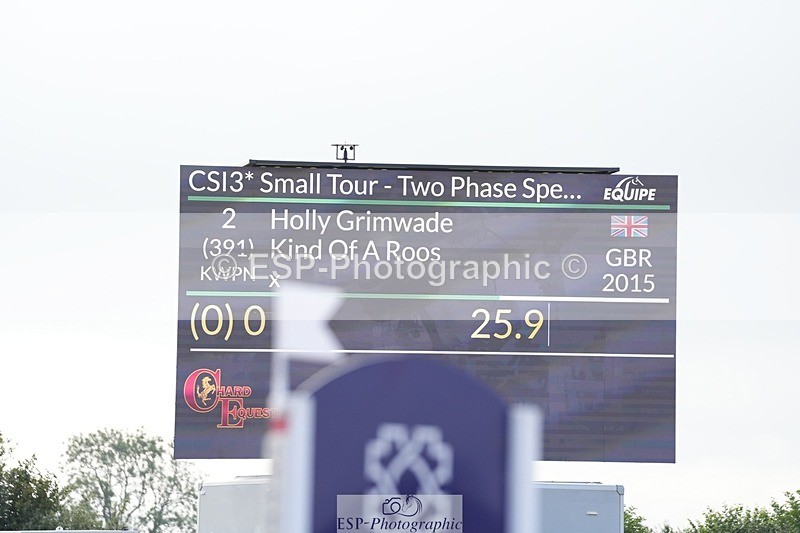 CSI3* Small Tour - Two Phase Spe...
EQUIPE
2 Holly Grimwade
(391) Kind Of A Roos GBR
KWPN x 2015
© ESP-Photographic ©
(0) 0 25.9
CHARD
EQUEST
ESP-Photographic